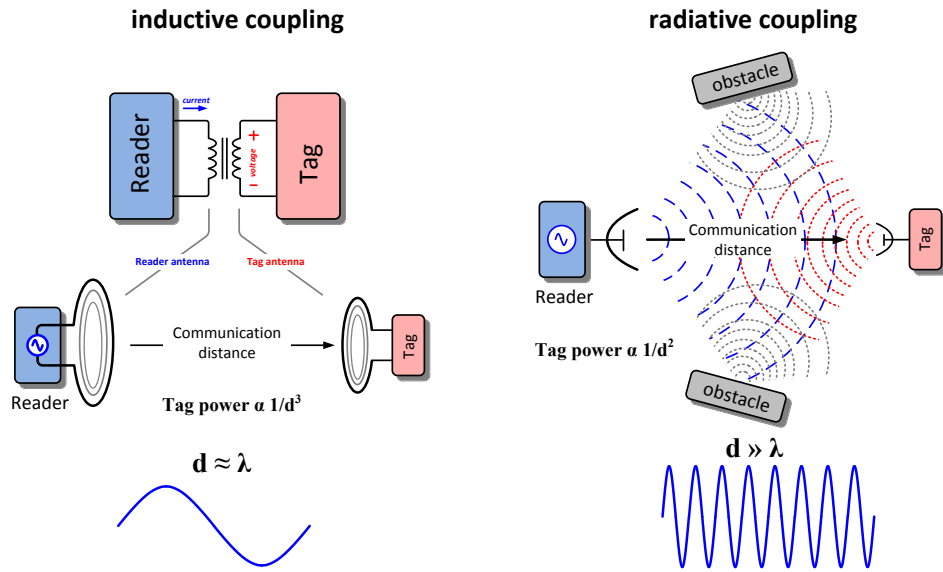 inductive coupling
Reader
current
voltage
+
−
Tag
Reader antenna
Tag antenna
Reader
Communication
distance
Tag
Tag power α 1/d³
d ≈ λ
radiative coupling
obstacle
Reader
Communication
distance
Tag
Tag power α 1/d²
obstacle
d » λ